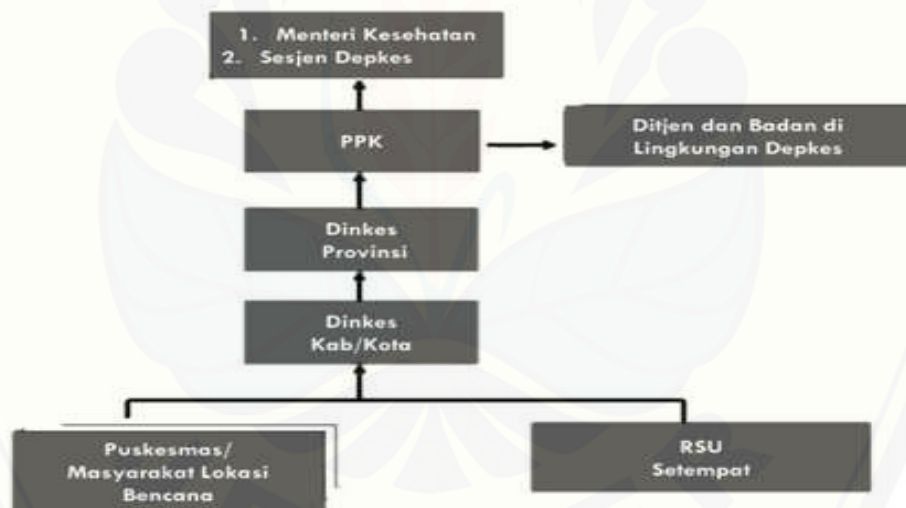 1. Menteri Kesehatan
2. Sesjen Depkes
PPK
Ditjen dan Badan di
Lingkungan Depkes
Dinkes
Provinsi
Dinkes
Kab/Kota
Puskesmas/
Masyarakat Lokasi
Bencana
RSU
Setempat